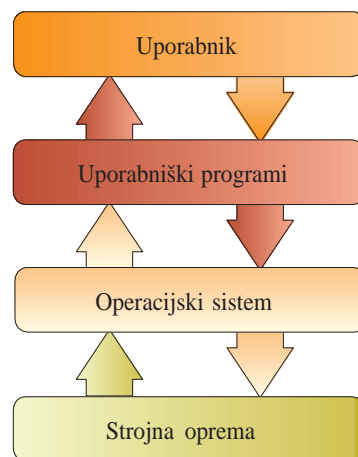 Uporabnik
Uporabniški programi
Operacijski sistem
Strojna oprema